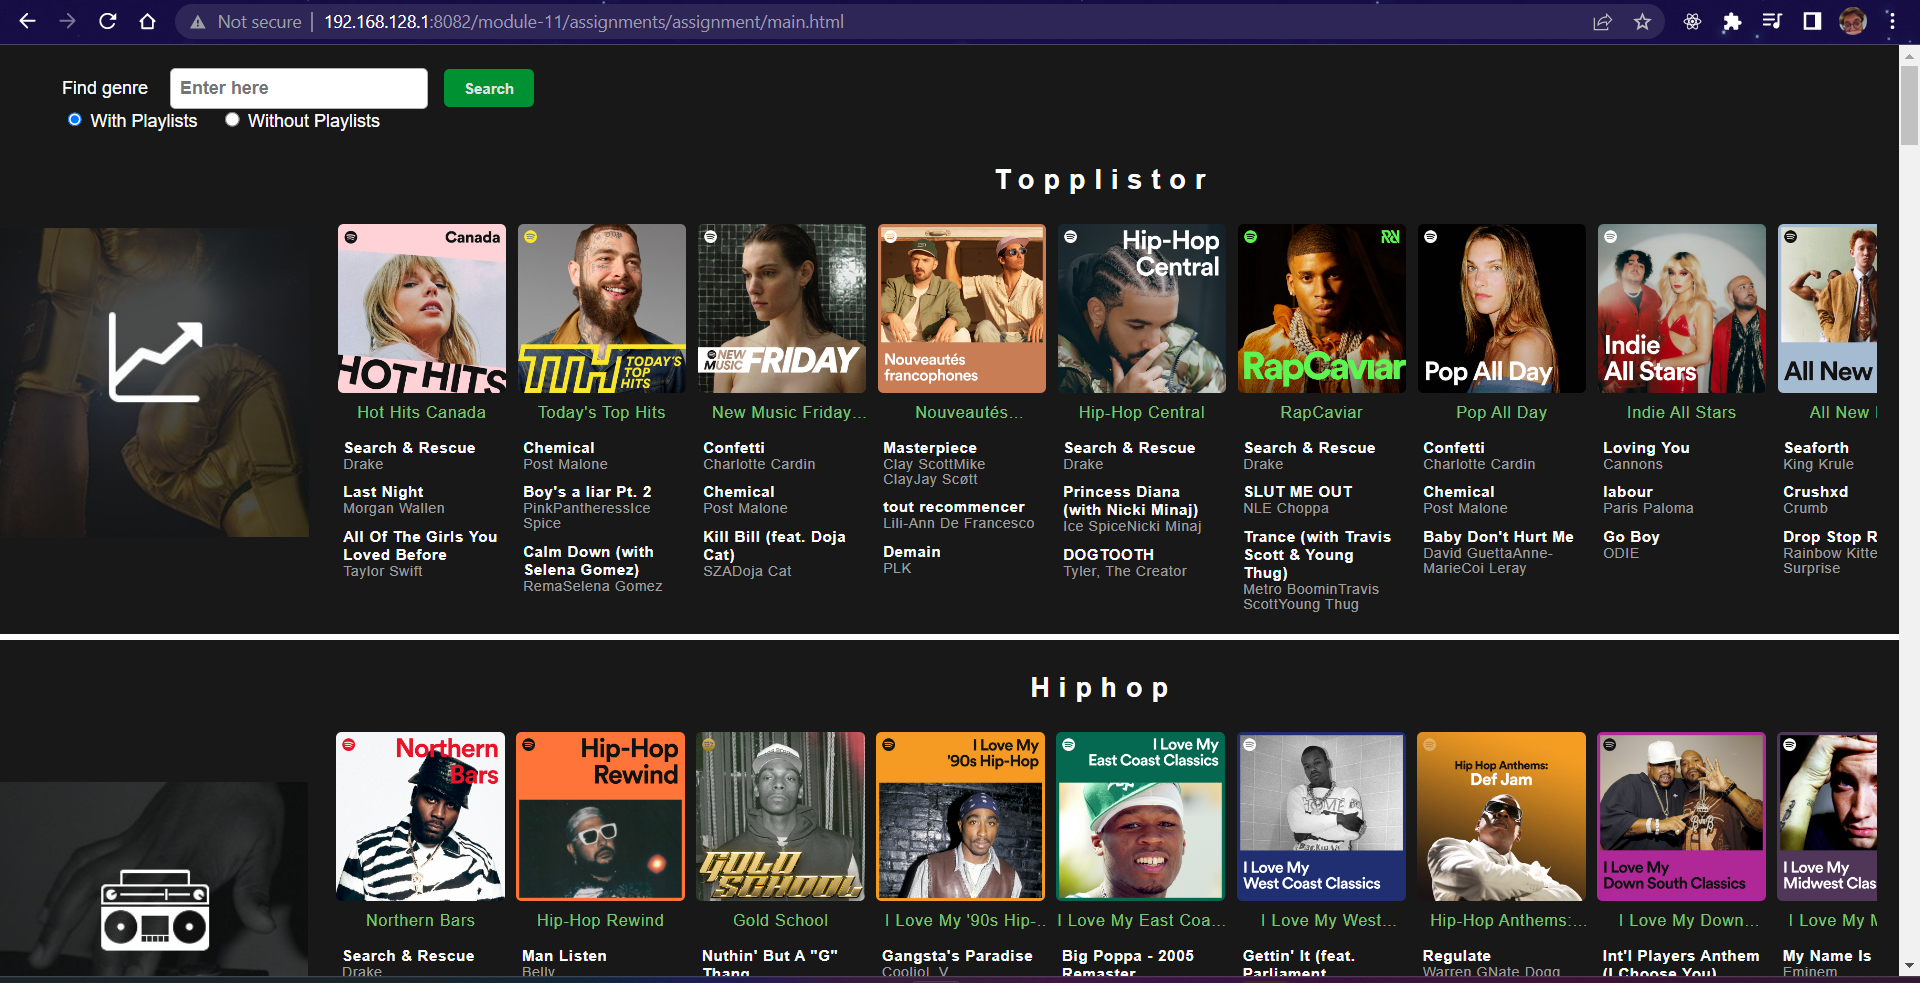 Not secure | 192.168.128.1:8082/module-11/assignments/assignment/main.html
Find genre
Enter here
Search
With Playlists
Without Playlists
Topplistor
Canada
HOT HITS
Hot Hits Canada
Search & Rescue
Drake
Last Night
Morgan Wallen
All Of The Girls You
Loved Before
Taylor Swift
TTH TODAY'S
TOP
HITS
Today's Top Hits
Chemical
Post Malone
Boy's a liar Pt. 2
PinkPantheressIce
Spice
Calm Down (with
Selena Gomez)
RemaSelena Gomez
NEW
MUSIC FRIDAY
New Music Friday...
Confetti
Charlotte Cardin
Chemical
Post Malone
Kill Bill (feat. Doja
Cat)
SZADoja Cat
Nouveautés
francophones
Nouveautés...
Masterpiece
Clay ScottMike
ClayJay Scøtt
tout recommencer
Lili-Ann De Francesco
Demain
PLK
Hip-Hop
Central
Hip-Hop Central
Search & Rescue
Drake
Princess Diana
(with Nicki Minaj)
Ice SpiceNicki Minaj
DOGTOOTH
Tyler, The Creator
RapCaviar
RapCaviar
Search & Rescue
Drake
SLUT ME OUT
NLE Choppa
Trance (with Travis
Scott & Young
Thug)
Metro BoominTravis
ScottYoung Thug
Pop All Day
Pop All Day
Confetti
Charlotte Cardin
Chemical
Post Malone
Baby Don't Hurt Me
David GuettaAnne-
MarieCoi Leray
Indie
All Stars
Indie All Stars
Loving You
Cannons
labour
Paris Paloma
Go Boy
ODIE
All New
All New
Seaforth
King Krule
Crushxd
Crumb
Drop Stop R
Rainbow Kitte
Surprise
Hiphop
Northern
Bars
Northern Bars
Search & Rescue
Drake
Hip-Hop
Rewind
Hip-Hop Rewind
Man Listen
Belly
GOLD
SCHOOL
Gold School
Nuthin' But A "G"
Thang
I Love My
'90s Hip-Hop
I Love My '90s Hip-...
Gangsta's Paradise
Coolio
I Love My
East Coast Classics
I Love My East Coa...
Big Poppa - 2005
Remaster
I Love My
West Coast Classics
I Love My West...
Gettin' It (feat.
Parliament
Hip Hop Anthems:
Def Jam
Hip-Hop Anthems:...
Regulate
Warren GNate Dogg
I Love My
Down South Classics
I Love My Down...
Int'l Players Anthem
(I Choose You)
I Love My
Midwest Clas
I Love My M
My Name Is
Eminem